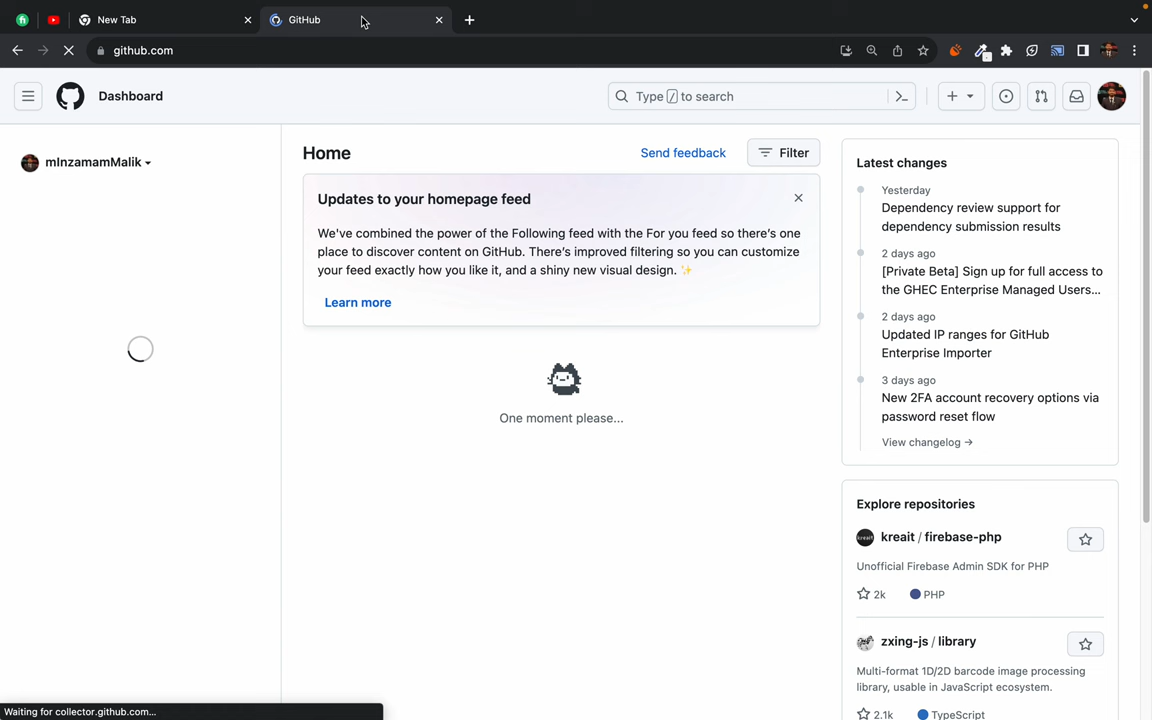 New Tab
GitHub
github.com
Dashboard
Type / to search
mInzamamMalik
Home
Send feedback
Filter
Updates to your homepage feed
We've combined the power of the Following feed with the For you feed so there's one
place to discover content on GitHub. There's improved filtering so you can customize
your feed exactly how you like it, and a shiny new visual design. ✨
Learn more
One moment please...
Latest changes
Yesterday
Dependency review support for
dependency submission results
2 days ago
[Private Beta] Sign up for full access to
the GHEC Enterprise Managed Users...
2 days ago
Updated IP ranges for GitHub
Enterprise Importer
3 days ago
New 2FA account recovery options via
password reset flow
View changelog →
Explore repositories
kreait / firebase-php
Unofficial Firebase Admin SDK for PHP
2k PHP
zxing-js / library
Multi-format 1D/2D barcode image processing
library, usable in JavaScript ecosystem.
2.1k TypeScript
Waiting for collector.github.com...